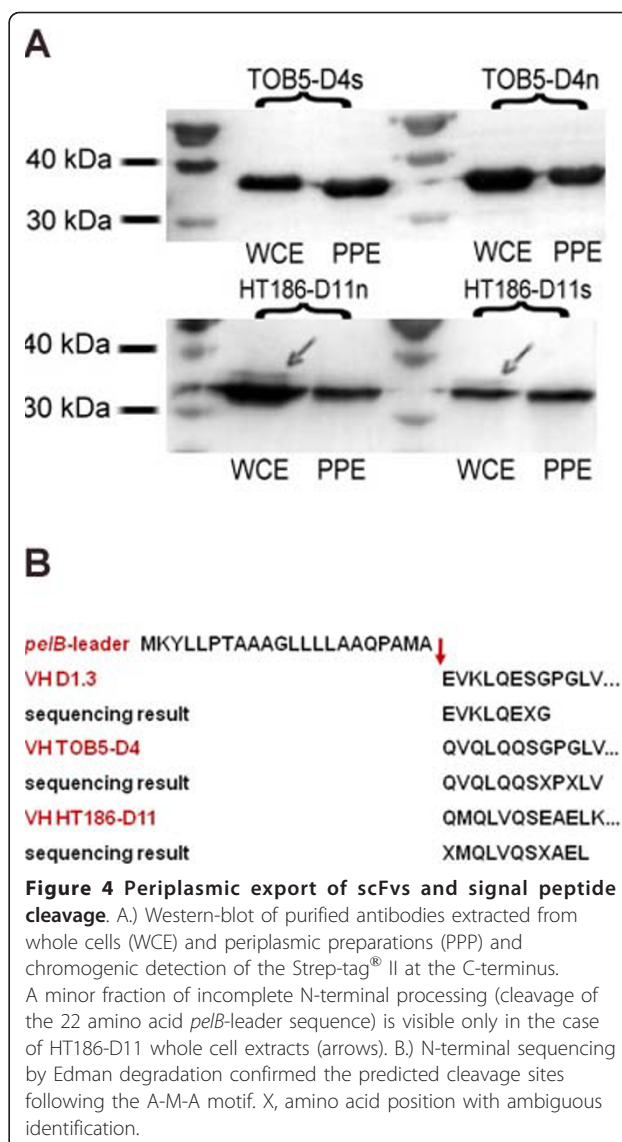 A
TOB5-D4s TOB5-D4n
40 kDa
30 kDa
WCE PPE WCE PPE
HT186-D11n HT186-D11s
40 kDa
30 kDa
WCE PPE WCE PPE
B
pelB-leader MKYLLPTAAAGLLLLAAQPAMA
VH D1.3 EVKLQESGPGLV...
sequencing result EVKLQEXG
VH TOB5-D4 QVQLQQSGPGLV...
sequencing result QVQLQQSXPXLV
VH HT186-D11 QMQLVQSEAELK...
sequencing result XMQLVQSXAEL
Figure 4 Periplasmic export of scFvs and signal peptide
cleavage. A.) Western-blot of purified antibodies extracted from
whole cells (WCE) and periplasmic preparations (PPP) and
chromogenic detection of the Strep-tag® II at the C-terminus.
A minor fraction of incomplete N-terminal processing (cleavage of
the 22 amino acid pelB-leader sequence) is visible only in the case
of HT186-D11 whole cell extracts (arrows). B.) N-terminal sequencing
by Edman degradation confirmed the predicted cleavage sites
following the A-M-A motif. X, amino acid position with ambiguous
identification.